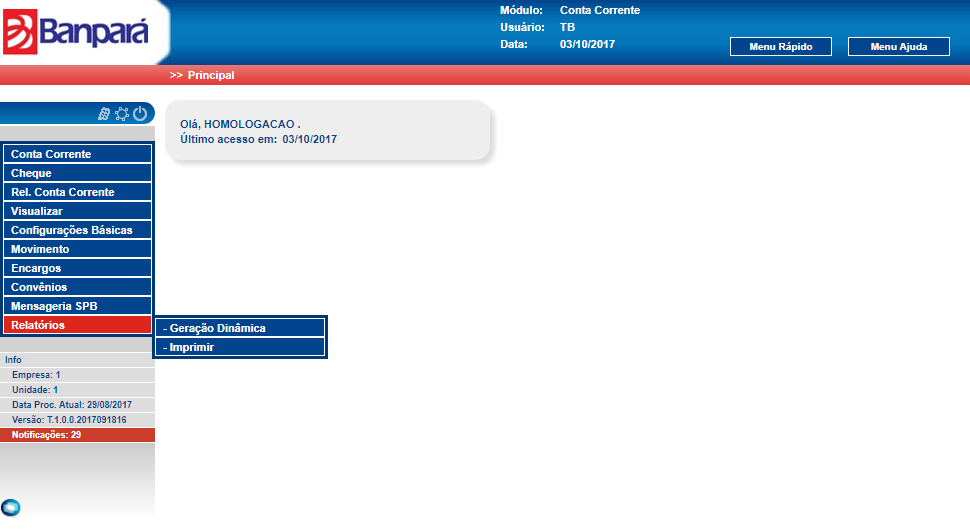 Banpará
Módulo: Conta Corrente
Usuário: TB
Data: 03/10/2017
Menu Rápido
Menu Ajuda
>> Principal
Olá, HOMOLOGACAO .
Último acesso em: 03/10/2017
Conta Corrente
Cheque
Rel. Conta Corrente
Visualizar
Configurações Básicas
Movimento
Encargos
Convênios
Mensageria SPB
Relatórios
- Geração Dinâmica
- Imprimir
Info
Empresa: 1
Unidade: 1
Data Proc. Atual: 29/08/2017
Versão: T.1.0.0.2017091816
Notificações: 29